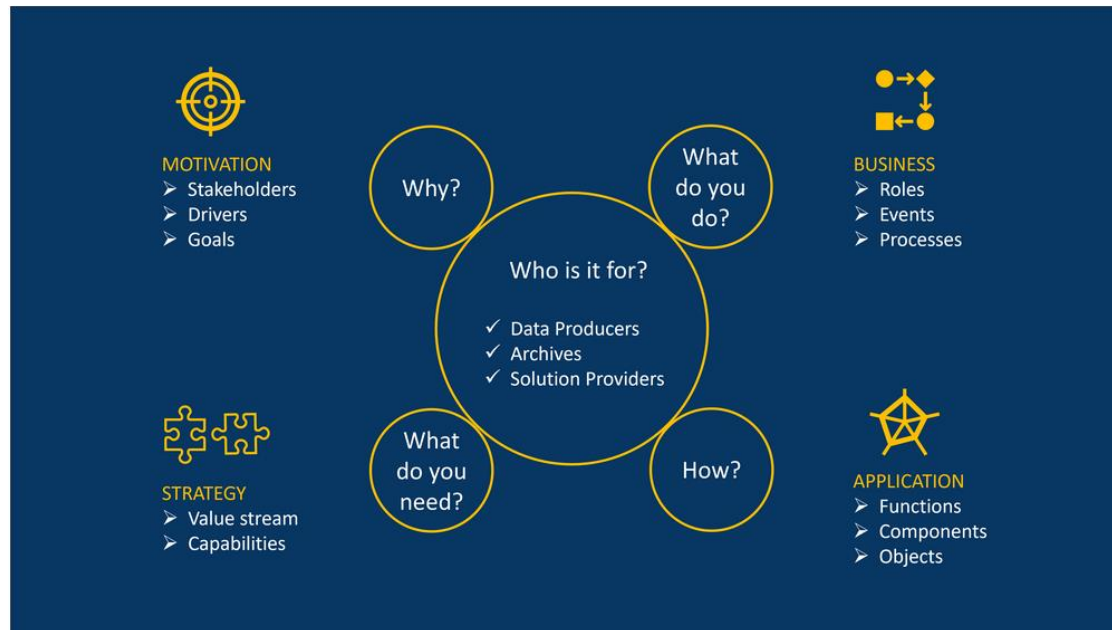 MOTIVATION
➢ Stakeholders
➢ Drivers
➢ Goals
Why?
What
do you
do?
BUSINESS
➢ Roles
➢ Events
➢ Processes
Who is it for?
✓ Data Producers
✓ Archives
✓ Solution Providers
STRATEGY
➢ Value stream
➢ Capabilities
What
do you
need?
How?
APPLICATION
➢ Functions
➢ Components
➢ Objects